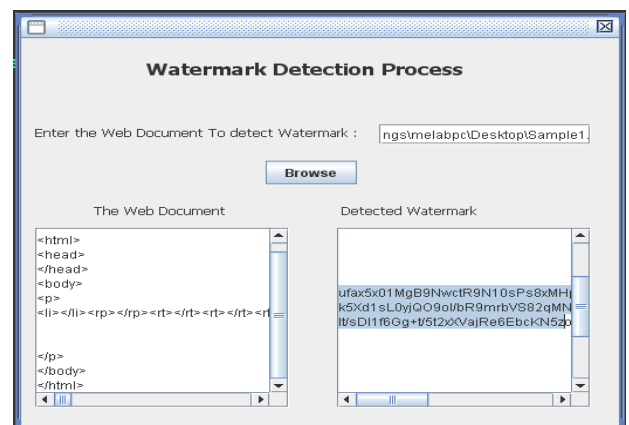 Watermark Detection Process
Enter the Web Document To detect Watermark :
ngs\melabpc\Desktop\Sample1.
Browse
The Web Document
Detected Watermark
<html>
<head>
</head>
<body>
<p>
<li></li><rp></rp><rt></rt><rt></rt><rt
</p>
</body>
</html>
ufax5x01MgB9NwctR9N10sPs8xMH
k5Xd1sL0yjQO9ol/bR9mrbVS82qMN
lt/sDl1f6Gg+t/5t2xXVajRe6EbcKN5zo